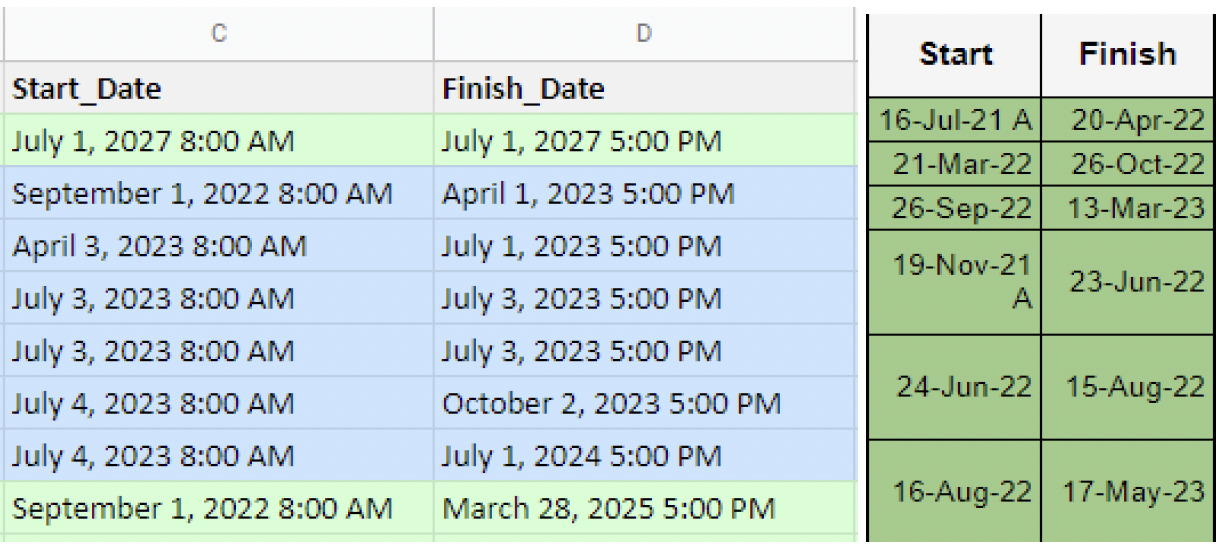 C D
Start_Date Finish_Date
July 1, 2027 8:00 AM July 1, 2027 5:00 PM
September 1, 2022 8:00 AM April 1, 2023 5:00 PM
April 3, 2023 8:00 AM July 1, 2023 5:00 PM
July 3, 2023 8:00 AM July 3, 2023 5:00 PM
July 3, 2023 8:00 AM July 3, 2023 5:00 PM
July 4, 2023 8:00 AM October 2, 2023 5:00 PM
July 4, 2023 8:00 AM July 1, 2024 5:00 PM
September 1, 2022 8:00 AM March 28, 2025 5:00 PM
Start Finish
16-Jul-21 A 20-Apr-22
21-Mar-22 26-Oct-22
26-Sep-22 13-Mar-23
19-Nov-21
A 23-Jun-22
24-Jun-22 15-Aug-22
16-Aug-22 17-May-23